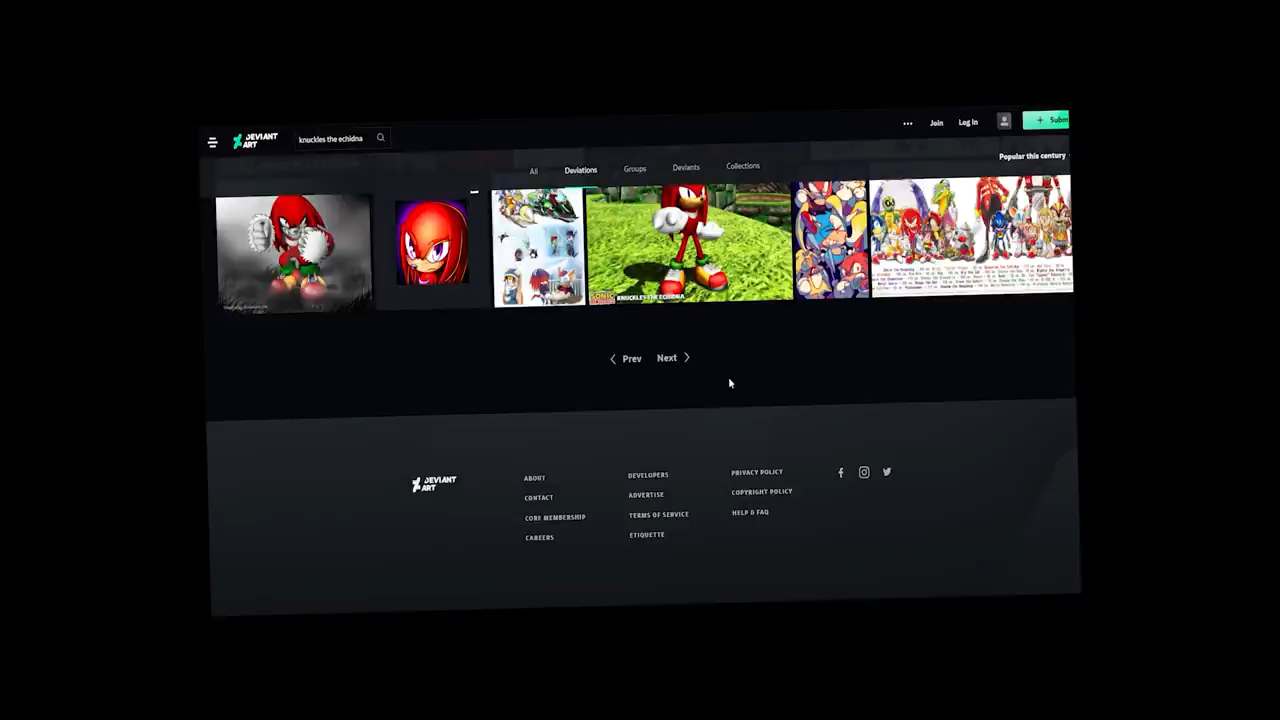 DEVIANT
ART
knuckles the echidna
Join
Log In
+ Subm
All
Deviations
Groups
Deviants
Collections
Popular this century
SONIC
KNUCKLES THE ECHIDNA
Prev
Next
DEVIANT
ART
ABOUT
CONTACT
CORE MEMBERSHIP
CAREERS
DEVELOPERS
ADVERTISE
TERMS OF SERVICE
ETIQUETTE
PRIVACY POLICY
COPYRIGHT POLICY
HELP & FAQ